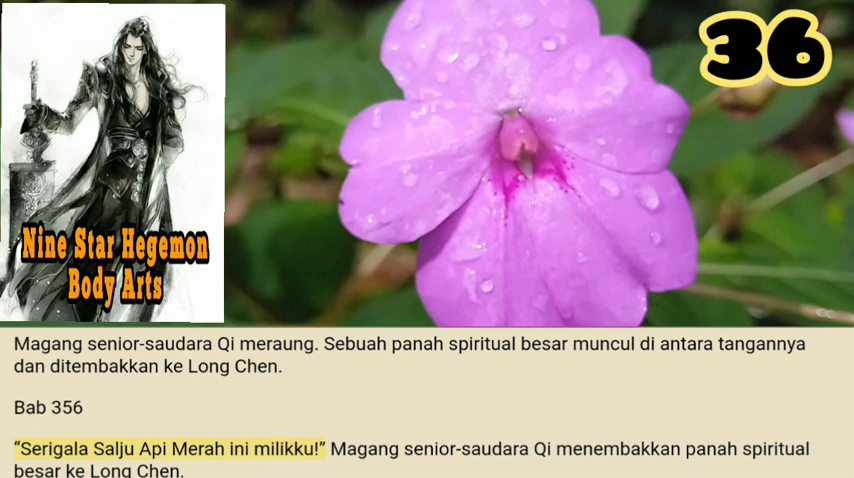 36
Nine Star Hegemon
Body Arts
Magang senior-saudara Qi meraung. Sebuah panah spiritual besar muncul di antara tangannya
dan ditembakkan ke Long Chen.
Bab 356
“Serigala Salju Api Merah ini milikku!” Magang senior-saudara Qi menembakkan panah spiritual
besar ke Long Chen.